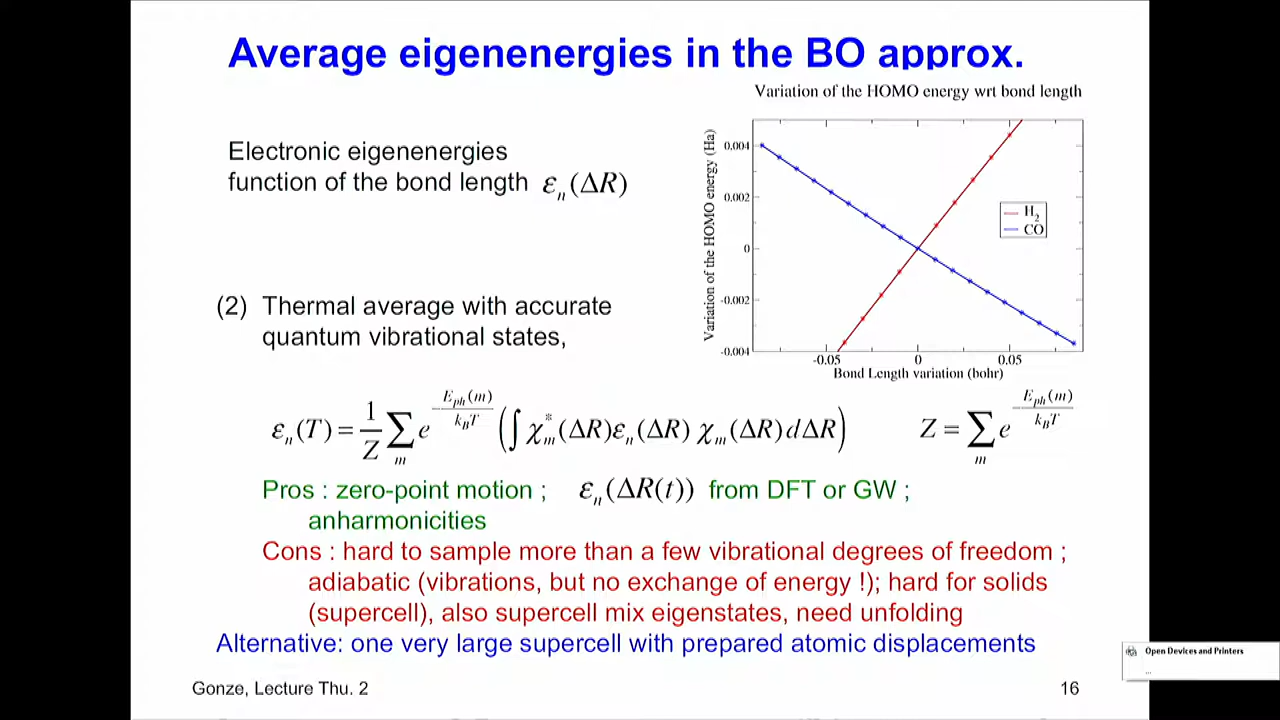 Average eigenenergies in the BO approx.
Variation of the HOMO energy wrt bond length
Electronic eigenenergies
function of the bond length εₙ(ΔR)
Variation of the HOMO energy (Ha)
0.004
0.002
0
-0.002
-0.004
H₂
CO
-0.05 0 0.05
Bond Length variation (bohr)
(2) Thermal average with accurate
quantum vibrational states,
εₙ(T) = 1/Z ∑ₘ e^(-E_ph(m)/k_BT) (∫ χₘ*(ΔR)εₙ(ΔR) χₘ(ΔR)dΔR) Z = ∑ₘ e^(-E_ph(m)/k_BT)
Pros : zero-point motion ; εₙ(ΔR(t)) from DFT or GW ;
anharmonicities
Cons : hard to sample more than a few vibrational degrees of freedom ;
adiabatic (vibrations, but no exchange of energy !); hard for solids
(supercell), also supercell mix eigenstates, need unfolding
Alternative: one very large supercell with prepared atomic displacements
Open Devices and Printers
...
Gonze, Lecture Thu. 2 16